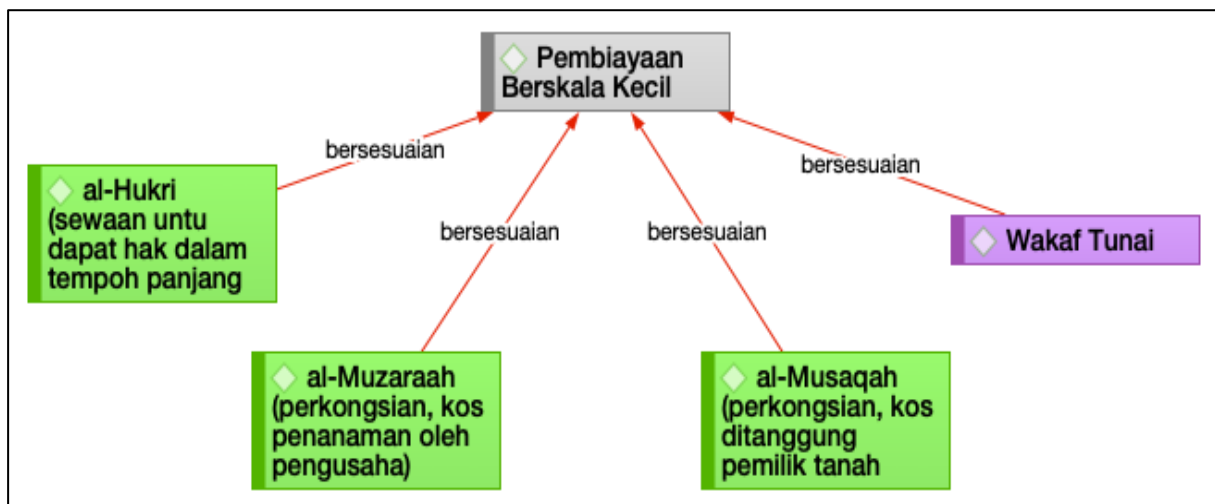 Pembiayaan
Berskala Kecil
bersesuaian
bersesuaian
bersesuaian
bersesuaian
al-Hukri
(sewaan untu
dapat hak dalam
tempoh panjang
Wakaf Tunai
al-Muzaraah
(perkongsian, kos
penanaman oleh
pengusaha)
al-Musaqah
(perkongsian, kos
ditanggung
pemilik tanah